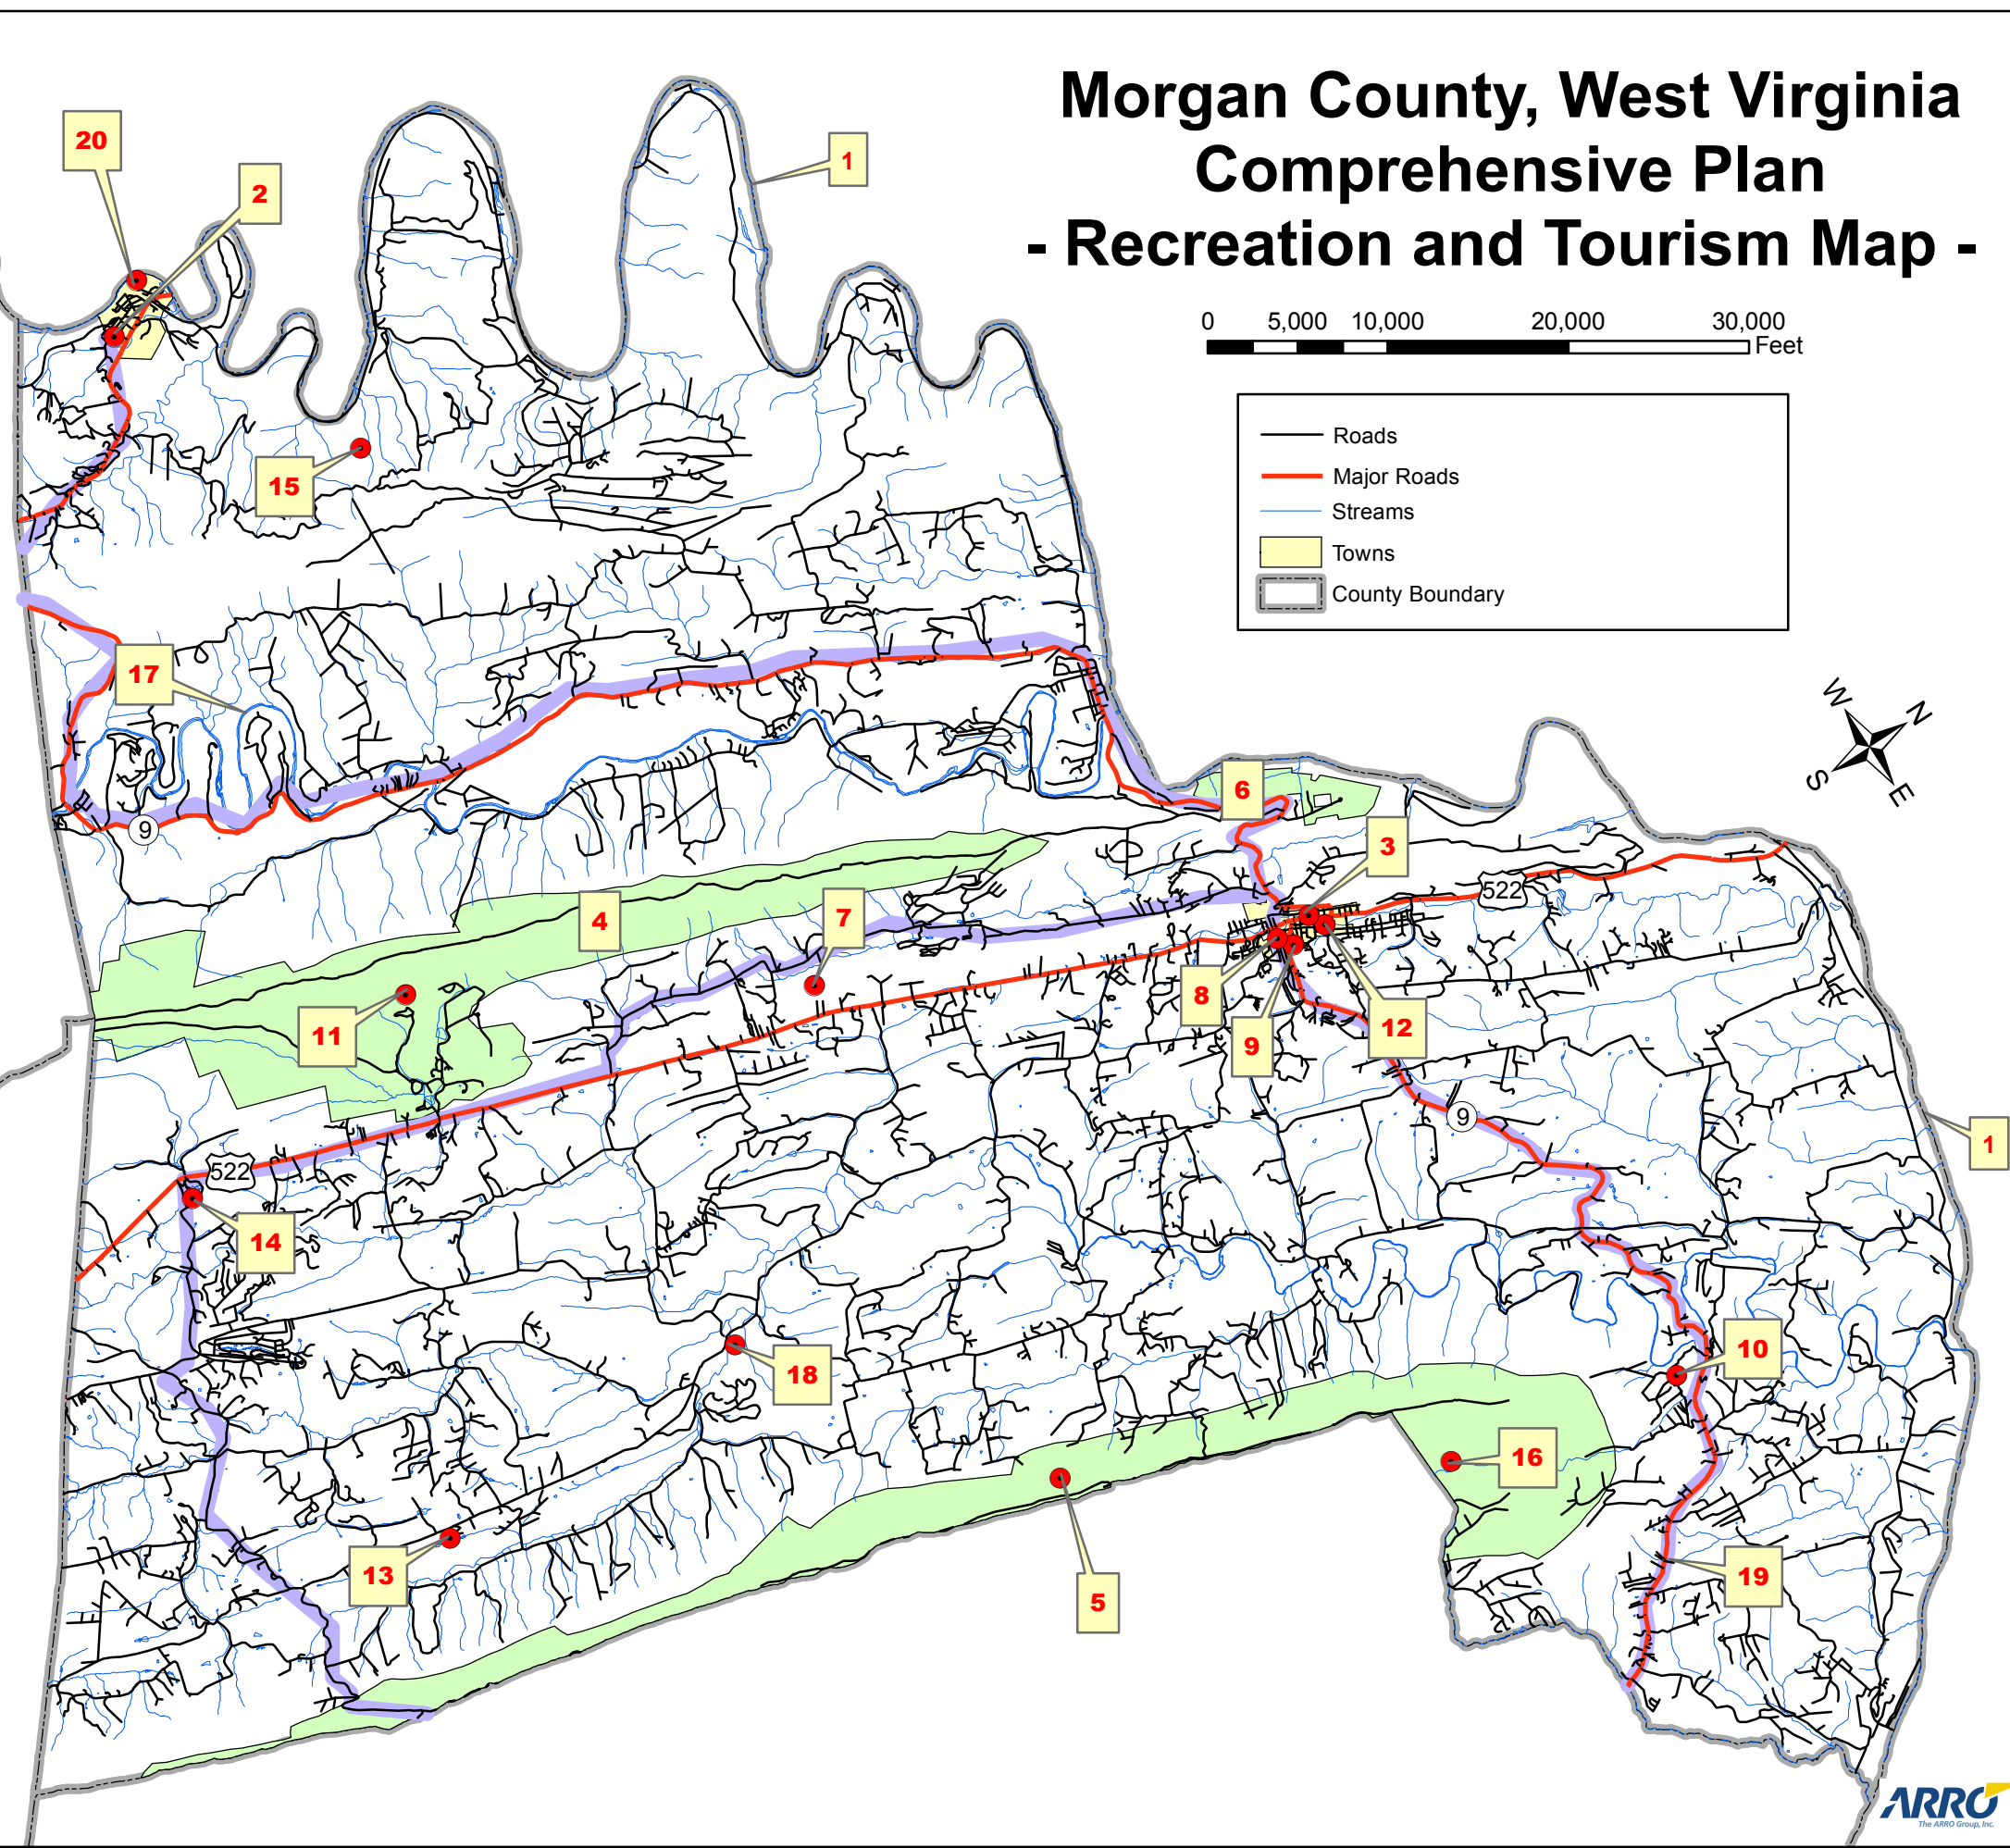 Morgan County, West Virginia
Comprehensive Plan
- Recreation and Tourism Map -
0 5,000 10,000 20,000 30,000
Feet
Roads
Major Roads
Streams
Towns
County Boundary
W N
S E
20
2
1
15
17
9
6
3
522
4
7
8
9
12
11
9
1
522
14
18
10
16
13
5
19
ARRO
The ARRO Group, Inc.